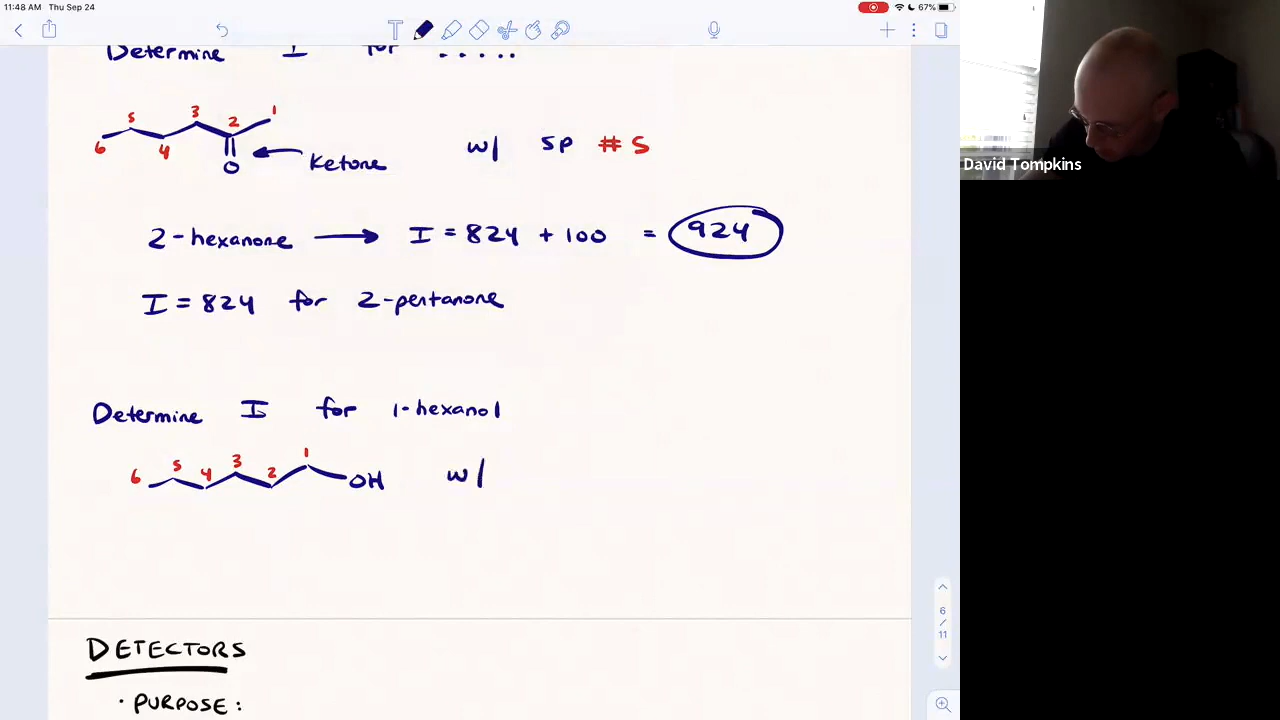 11:48 AM Thu Sep 24
67%
Determine I for .....
6 5 4 3 2 1
O
Ketone
w/ SP # 5
2-hexanone → I = 824 + 100 = 924
I = 824 for 2-pentanone
Determine I for 1-hexanol
6 5 4 3 2 1
OH
w/
DETECTORS
• PURPOSE:
6
/
11
David Tompkins